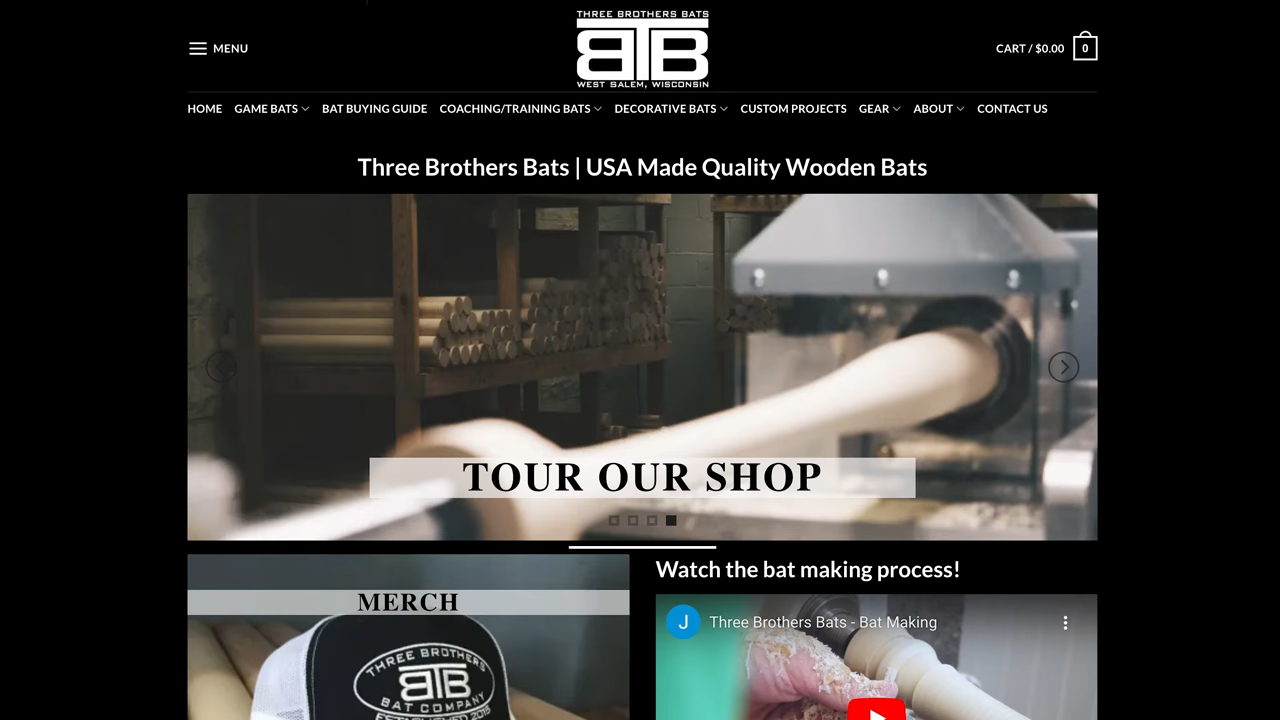 THREE BROTHERS BATS
BTB
WEST SALEM, WISCONSIN
MENU
CART / $0.00
0
HOME GAME BATS BAT BUYING GUIDE COACHING/TRAINING BATS DECORATIVE BATS CUSTOM PROJECTS GEAR ABOUT CONTACT US
Three Brothers Bats | USA Made Quality Wooden Bats
TOUR OUR SHOP
MERCH
THREE BROTHERS
BTB
BAT COMPANY
ESTABLISHED 2015
Watch the bat making process!
J
Three Brothers Bats - Bat Making